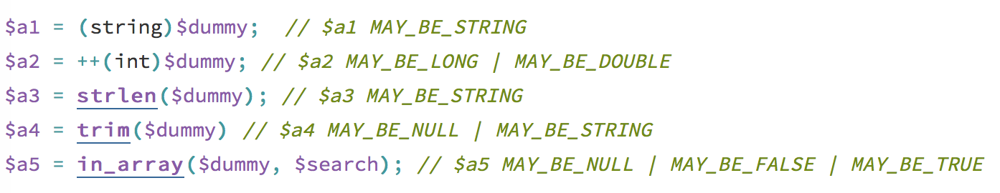 $a1 = (string)$dummy;  // $a1 MAY_BE_STRING
$a2 = ++(int)$dummy; // $a2 MAY_BE_LONG | MAY_BE_DOUBLE
$a3 = strlen($dummy); // $a3 MAY_BE_STRING
$a4 = trim($dummy) // $a4 MAY_BE_NULL | MAY_BE_STRING
$a5 = in_array($dummy, $search); // $a5 MAY_BE_NULL | MAY_BE_FALSE | MAY_BE_TRUE